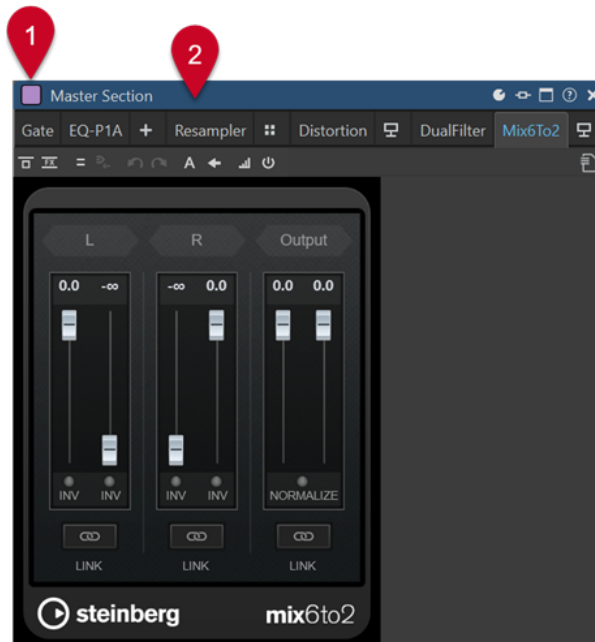 1
2
Master Section
Gate EQ-P1A + Resampler Distortion DualFilter Mix6To2
FX = A
L R Output
0.0 -∞ -∞ 0.0 0.0 0.0
INV INV INV INV NORMALIZE
LINK LINK LINK
steinberg mix6to2